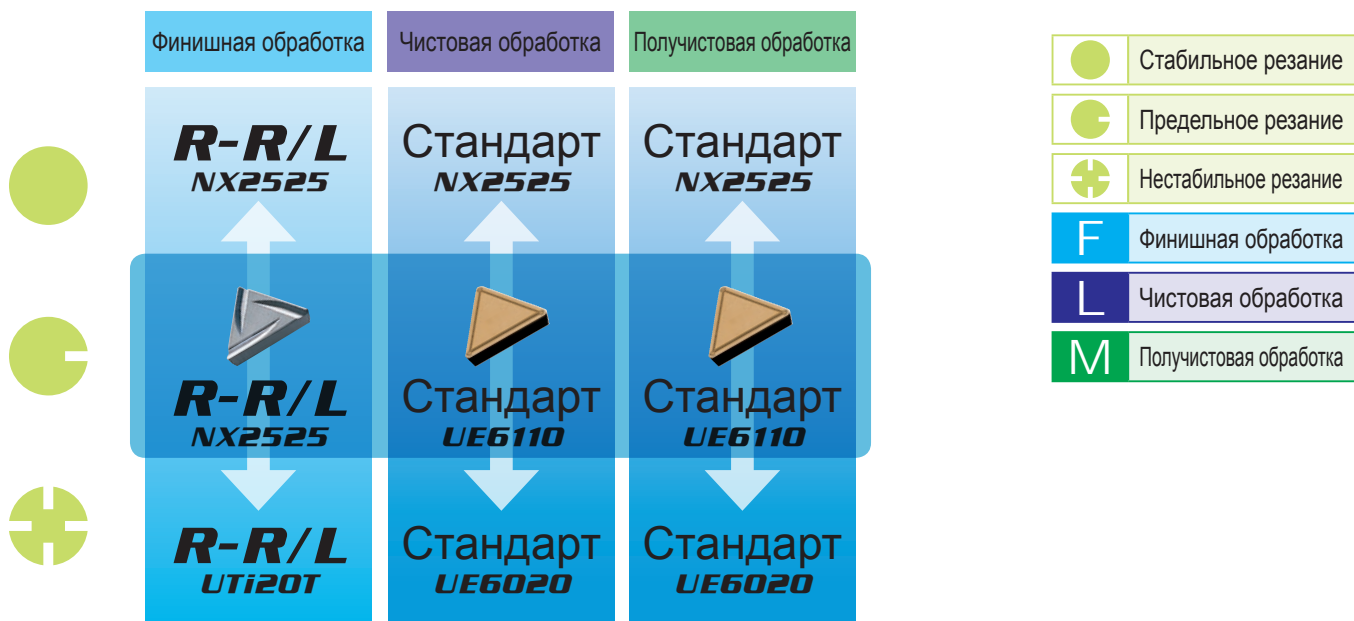 Финишная обработка
Чистовая обработка
Получистовая обработка
R-R/L
NX2525
Стандарт
NX2525
Стандарт
NX2525
R-R/L
NX2525
Стандарт
UE6110
Стандарт
UE6110
R-R/L
UTi20T
Стандарт
UE6020
Стандарт
UE6020
Стабильное резание
Предельное резание
Нестабильное резание
F Финишная обработка
L Чистовая обработка
M Получистовая обработка